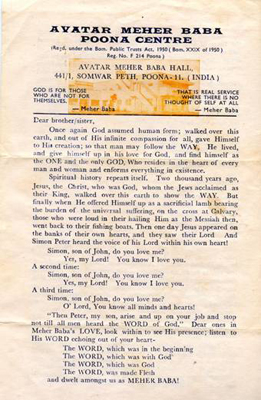 AVATAR MEHER BABA
POONA CENTRE
(Regd. under the Bom. Public Trusts Act, 1950 ( Bom. XXIX of 1950 )
Reg. No. F 214 Poona )
AVATAR MEHER BABA HALL,
441/1, SOMWAR PETH, POONA-11. ( INDIA )
GOD IS FOR THOSE
WHO ARE NOT FOR
THEMSELVES.
— Meher Baba
THAT IS REAL SERVICE
WHERE THERE IS NO
THOUGHT OF SELF AT ALL
— Meher Baba
Dear brother/sister,
Once again God assumed human form; walked over this
earth, and out of His infinite compassion for all, gave Himself
to His creation; so that man may follow the WAY, He lived,
and give himself up in his love for God, and find himself as
the ONE and the only GOD, Who resides in the heart of every
man and woman and enforms everything in existence.
Spiritual history repeats itself. Two thousands years ago,
Jesus, the Christ, who was God, whom the Jews acclaimed as
their King, walked over this earth to show the WAY. But
finally when He offered Himself up as a sacrificial lamb bearing
the burden of the universal suffering, on the cross at Calvary,
those who were loud in their hailing Him as the Messiah then,
went back to their fishing boats. Then one day Jesus appeared on
the banks of their own hearts, and they saw their Lord And
Simon Peter heard the voice of his Lord within his own heart!
Simon, son of John, do you love me?
Yes, my Lord! You know I love you.
A second time:
Simon, son of John, do you love me?
Yes, my Lord! You know I love you.
A third time:
Simon, son of John, do you love me?
O' Lord, You know all minds and hearts!
"Then Peter, my son, arise and up on your job and stop
not till all men heard the WORD of God." Dear ones in
Meher Baba's LOVE, look within to see His presence; listen to
His WORD echoing out of your heart-
The WORD, which was in the beginning
The WORD, which was with God
The WORD, which was God
The WORD, was made Flesh
and dwelt amongst us as MEHER BABA!